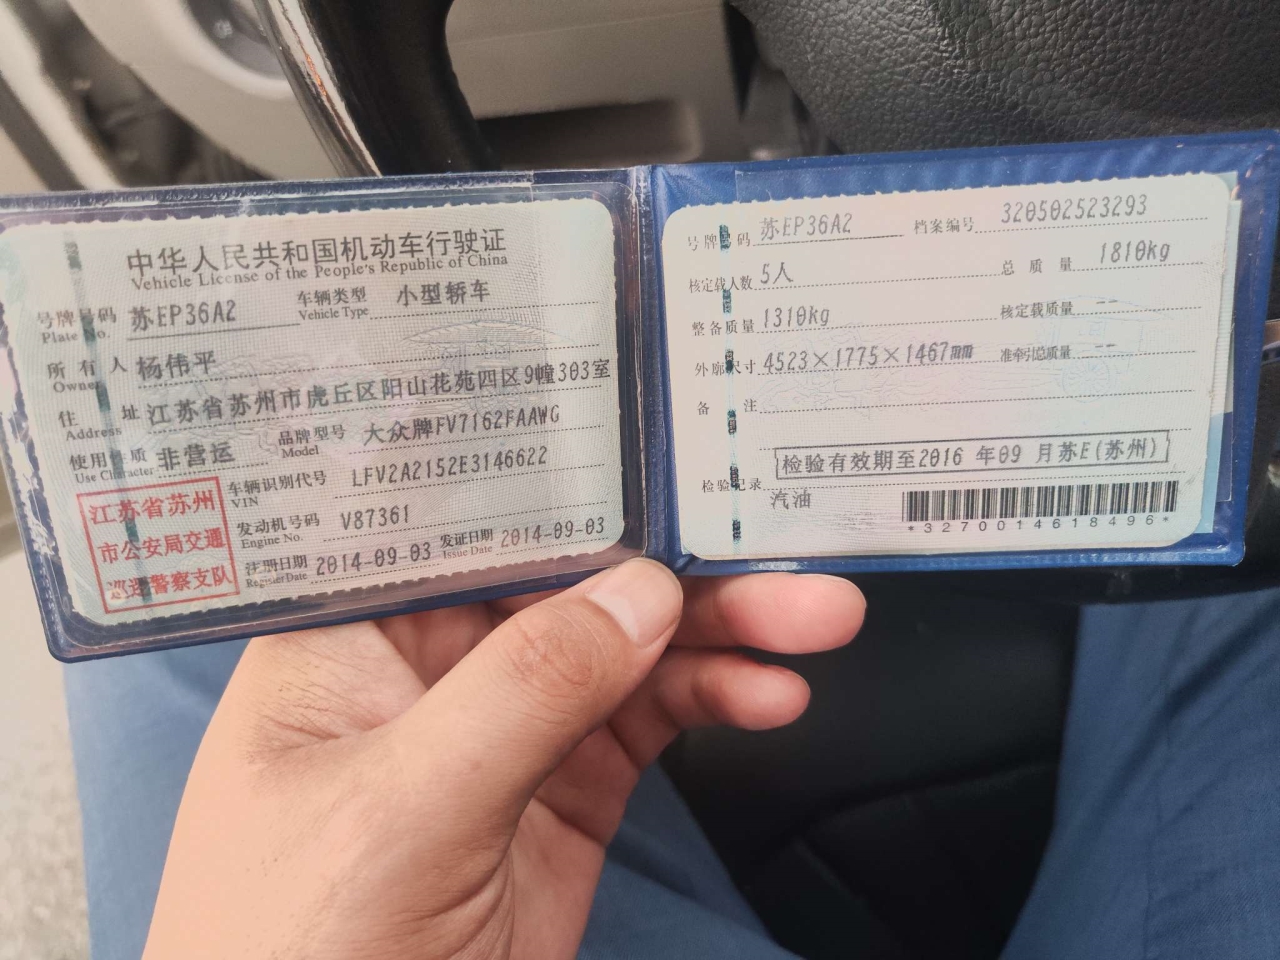 中华人民共和国机动车行驶证
Vehicle License of the People's Republic of China
号牌号码 苏EP36A2 车辆类型 小型轿车
Plate No. Vehicle Type
所有人 杨伟平
Owner
住址 江苏省苏州市虎丘区阳山花苑四区9幢303室
Address
使用性质 非营运 品牌型号 大众牌FV7162FAAWG
Use Character Model
车辆识别代号 LFV2A2152E3146622
VIN
发动机号码 V87361
Engine No.
注册日期 2014-09-03 发证日期 2014-09-03
Register Date Issue Date
江苏省苏州
市公安局交通
巡逻警察支队
号牌号码 苏EP36A2 档案编号 320502523293
核定载人数 5人 总质量 1810kg
整备质量 1310kg 核定载质量 --
外廓尺寸 4523×1775×1467mm 准牵引总质量 --
备注
检验有效期至2016 年09 月苏E(苏州)
检验记录
汽油
*3270014618496*